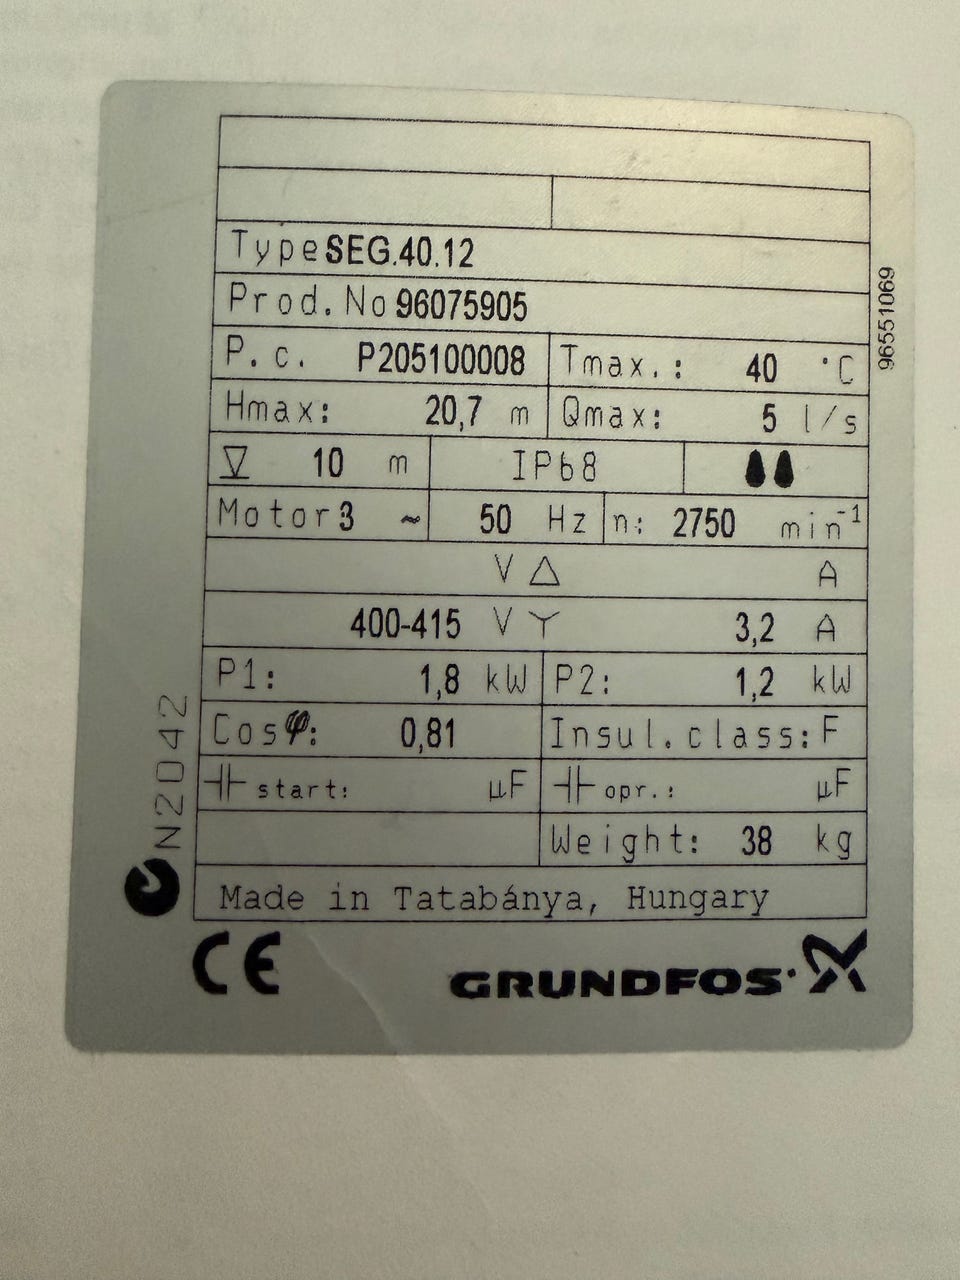 Type SEG.40.12
Prod. No 96075905
P. c. P205100008 Tmax.: 40 °C
Hmax: 20,7 m Qmax: 5 l/s
10 m IP68
Motor 3 ~ 50 Hz n: 2750 min⁻¹
V △ A
400-415 V Y 3,2 A
P1: 1,8 kW P2: 1,2 kW
Cosφ: 0,81 Insul.class: F
start: µF opr.: µF
Weight: 38 kg
Made in Tatabánya, Hungary
CE GRUNDFOS
N2042
96551069